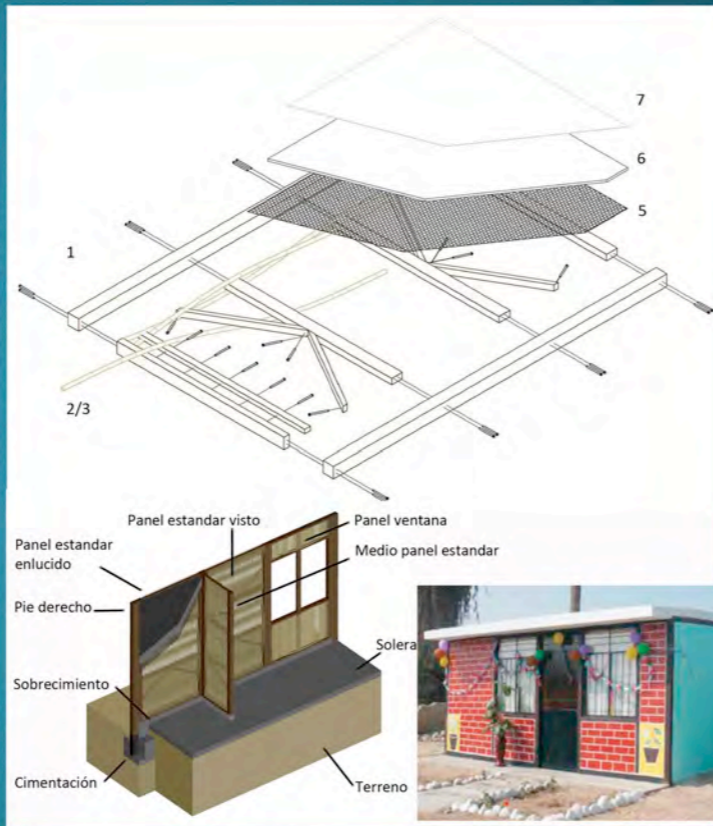 7
6
5
1
2/3
Panel estandar visto
Panel ventana
Panel estandar
enlucido
Medio panel estandar
Pie derecho
Solera
Sobrecimiento
Cimentación
Terreno